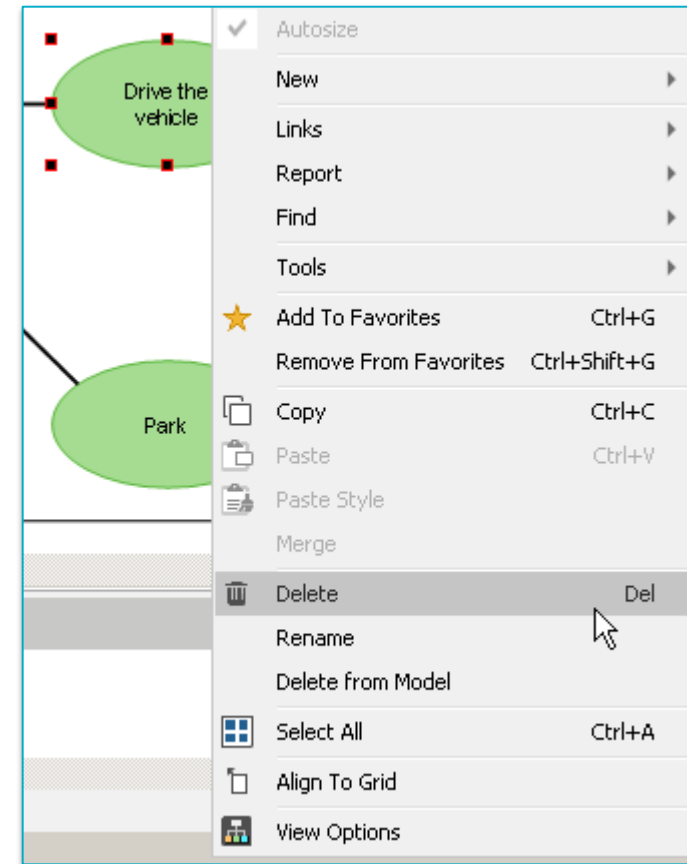 Drive the
vehicle
Park
Autosize
New
Links
Report
Find
Tools
Add To Favorites Ctrl+G
Remove From Favorites Ctrl+Shift+G
Copy Ctrl+C
Paste Ctrl+V
Paste Style
Merge
Delete Del
Rename
Delete from Model
Select All Ctrl+A
Align To Grid
View Options